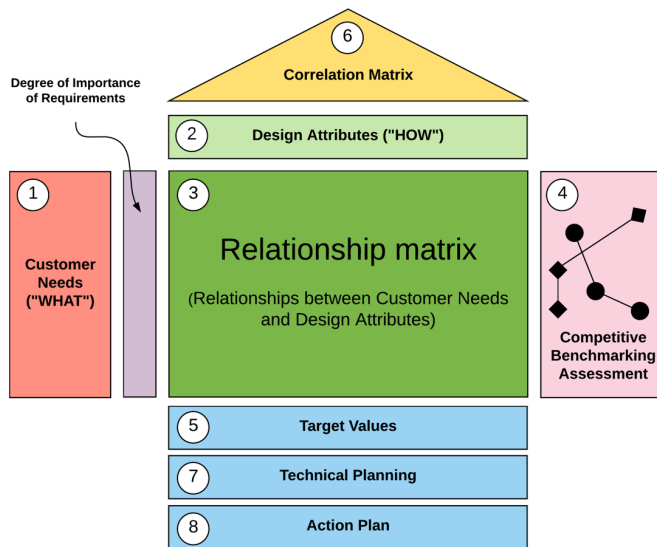 6
Correlation Matrix
Degree of Importance
of Requirements
2
Design Attributes ("HOW")
1
Customer
Needs
("WHAT")
3
Relationship matrix
(Relationships between Customer Needs
and Design Attributes)
4
Competitive
Benchmarking
Assessment
5
Target Values
7
Technical Planning
8
Action Plan